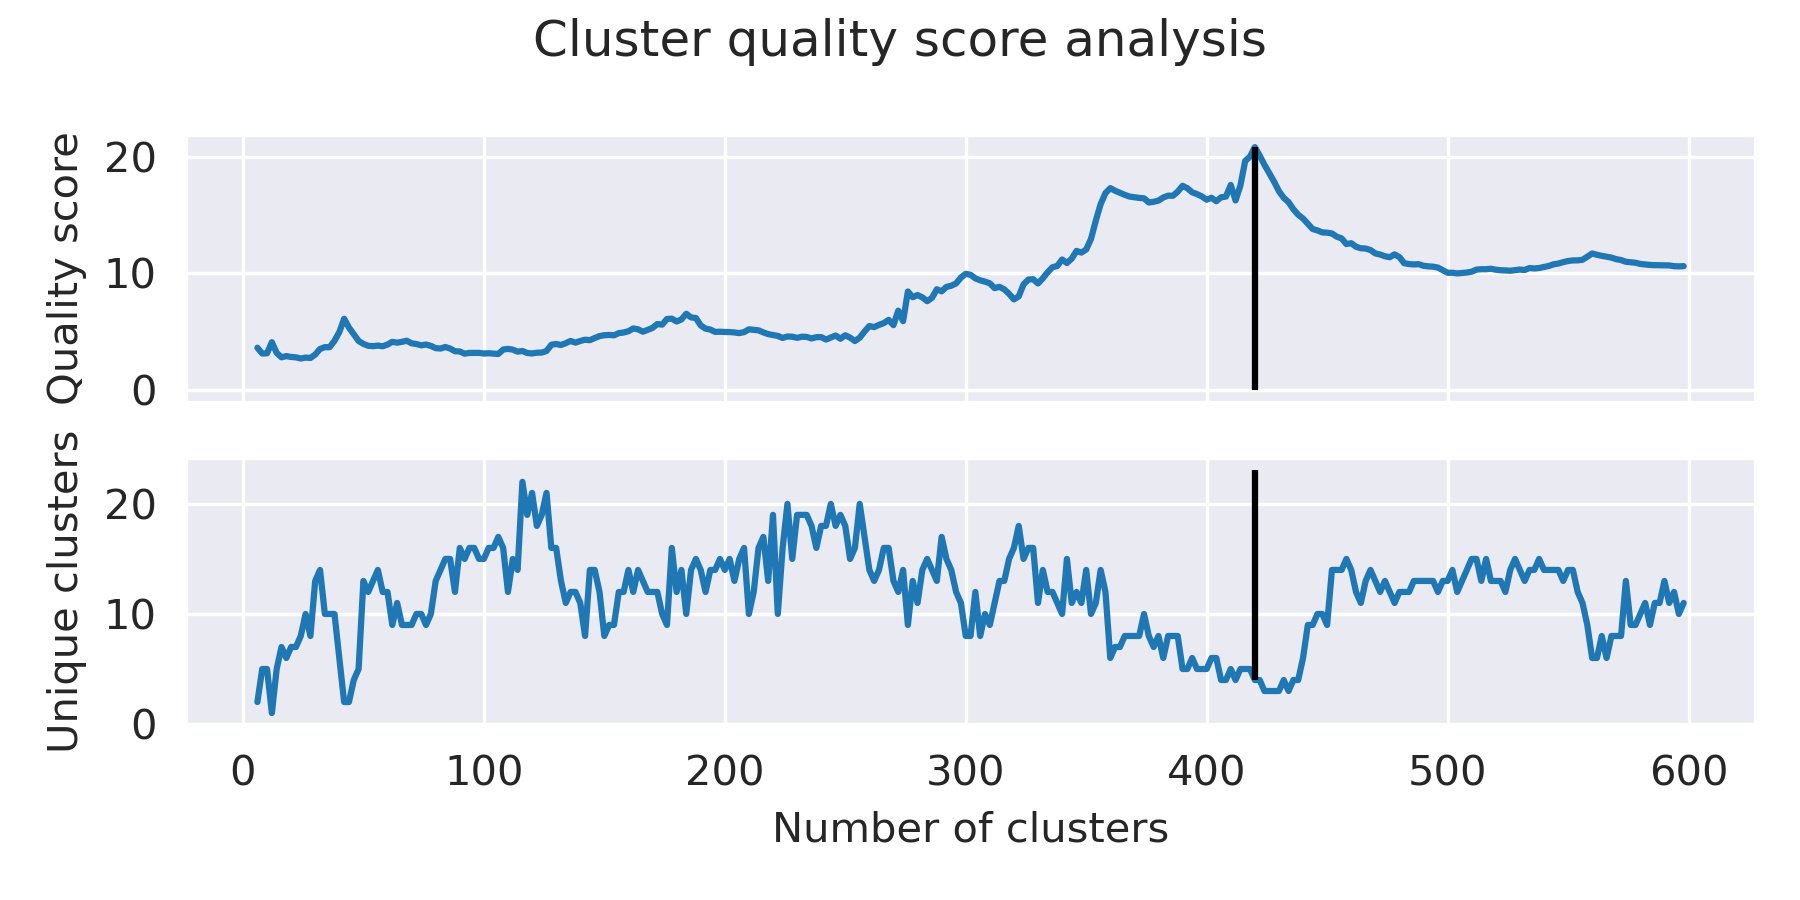 Cluster quality score analysis
Quality score
20
10
0
Unique clusters
20
10
0
0 100 200 300 400 500 600
Number of clusters